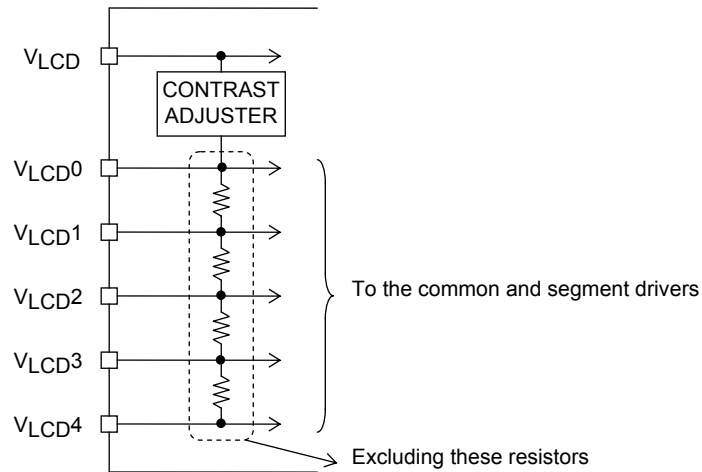 VLCD
CONTRAST
ADJUSTER
VLCD0
VLCD1
VLCD2
To the common and segment drivers
VLCD3
VLCD4
Excluding these resistors